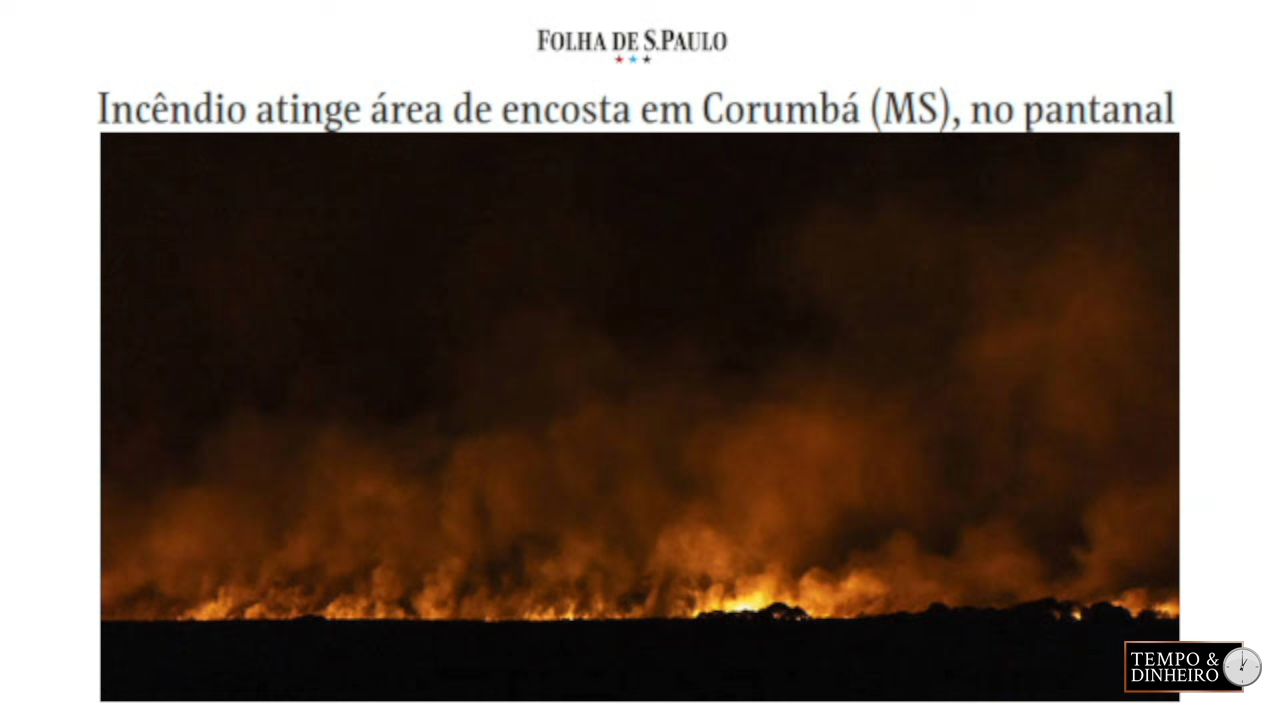 FOLHA DE S.PAULO
Incêndio atinge área de encosta em Corumbá (MS), no pantanal
TEMPO &
DINHEIRO